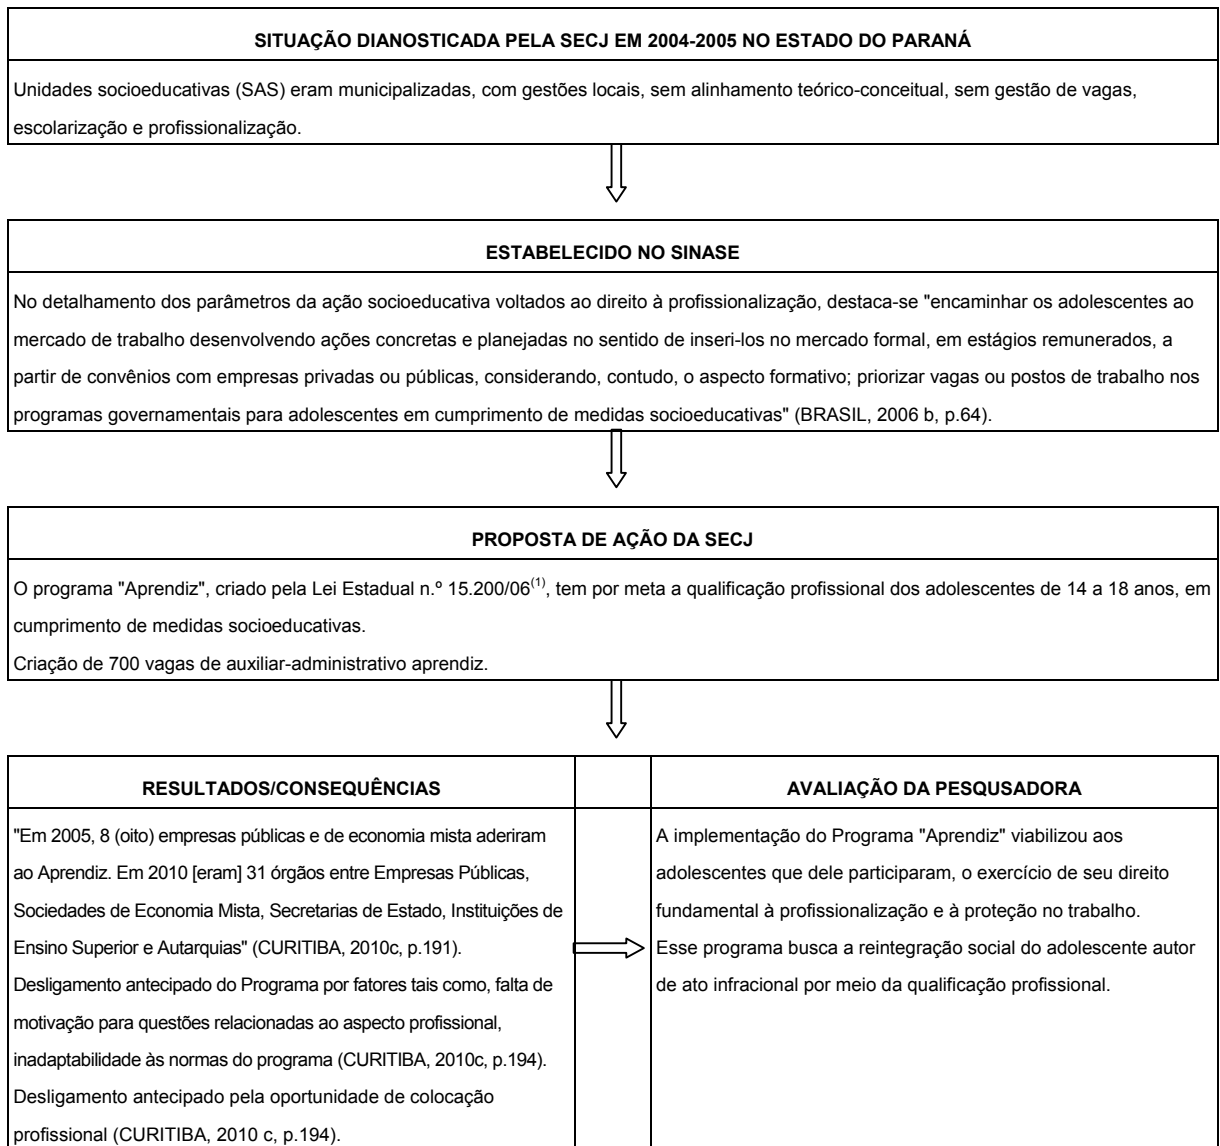 SITUAÇÃO DIANOSTICADA PELA SECJ EM 2004-2005 NO ESTADO DO PARANÁ
Unidades socioeducativas (SAS) eram municipalizadas, com gestões locais, sem alinhamento teórico-conceitual, sem gestão de vagas,
escolarização e profissionalização.
ESTABELECIDO NO SINASE
No detalhamento dos parâmetros da ação socioeducativa voltados ao direito à profissionalização, destaca-se "encaminhar os adolescentes ao
mercado de trabalho desenvolvendo ações concretas e planejadas no sentido de inseri-los no mercado formal, em estágios remunerados, a
partir de convênios com empresas privadas ou públicas, considerando, contudo, o aspecto formativo; priorizar vagas ou postos de trabalho nos
programas governamentais para adolescentes em cumprimento de medidas socioeducativas" (BRASIL, 2006 b, p.64).
PROPOSTA DE AÇÃO DA SECJ
O programa "Aprendiz", criado pela Lei Estadual n.º 15.200/06(1), tem por meta a qualificação profissional dos adolescentes de 14 a 18 anos, em
cumprimento de medidas socioeducativas.
Criação de 700 vagas de auxiliar-administrativo aprendiz.
RESULTADOS/CONSEQUÊNCIAS
"Em 2005, 8 (oito) empresas públicas e de economia mista aderiram
ao Aprendiz. Em 2010 [eram] 31 órgãos entre Empresas Públicas,
Sociedades de Economia Mista, Secretarias de Estado, Instituições de
Ensino Superior e Autarquias" (CURITIBA, 2010c, p.191).
Desligamento antecipado do Programa por fatores tais como, falta de
motivação para questões relacionadas ao aspecto profissional,
inadaptabilidade às normas do programa (CURITIBA, 2010c, p.194).
Desligamento antecipado pela oportunidade de colocação
profissional (CURITIBA, 2010 c, p.194).
AVALIAÇÃO DA PESQUSADORA
A implementação do Programa "Aprendiz" viabilizou aos
adolescentes que dele participaram, o exercício de seu direito
fundamental à profissionalização e à proteção no trabalho.
Esse programa busca a reintegração social do adolescente autor
de ato infracional por meio da qualificação profissional.